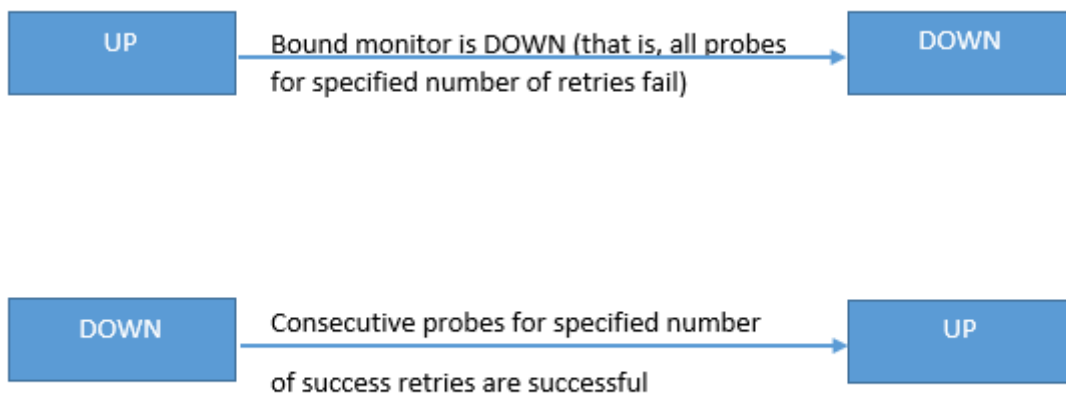 UP
Bound monitor is DOWN (that is, all probes
for specified number of retries fail)
DOWN
DOWN
Consecutive probes for specified number
of success retries are successful
UP